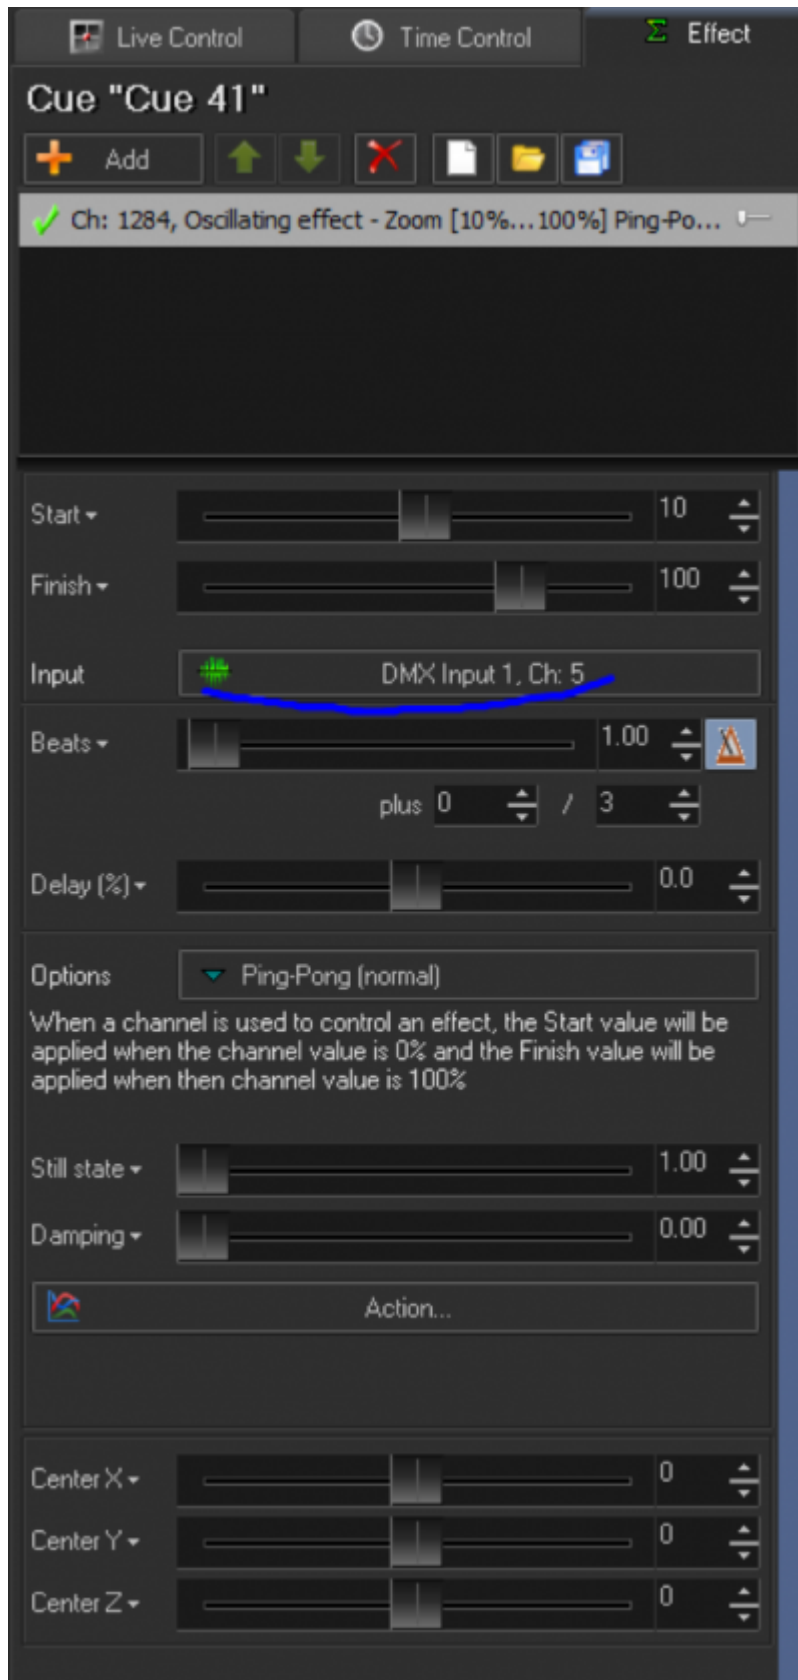 Live Control Time Control Effect
Cue "Cue 41"
Add
Ch: 1284, Oscillating effect - Zoom [10%...100%] Ping-Po...
Start 10
Finish 100
Input DMX Input 1, Ch: 5
Beats 1.00
plus 0 / 3
Delay (%) 0.0
Options Ping-Pong (normal)
When a channel is used to control an effect, the Start value will be
applied when the channel value is 0% and the Finish value will be
applied when then channel value is 100%
Still state 1.00
Damping 0.00
Action...
Center X 0
Center Y 0
Center Z 0